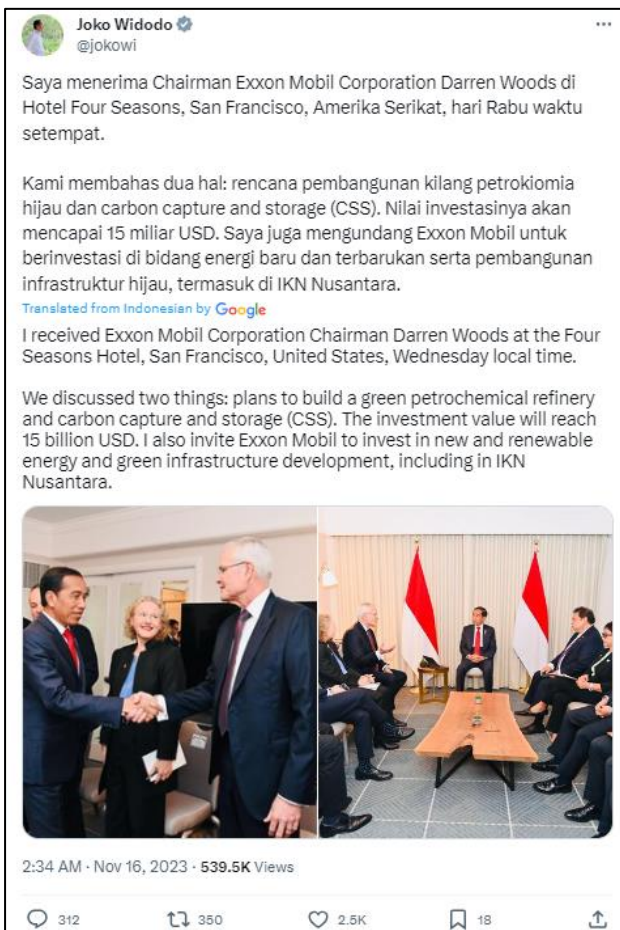 Joko Widodo
@jokowi
Saya menerima Chairman Exxon Mobil Corporation Darren Woods di
Hotel Four Seasons, San Francisco, Amerika Serikat, hari Rabu waktu
setempat.
Kami membahas dua hal: rencana pembangunan kilang petrokiomia
hijau dan carbon capture and storage (CSS). Nilai investasinya akan
mencapai 15 miliar USD. Saya juga mengundang Exxon Mobil untuk
berinvestasi di bidang energi baru dan terbarukan serta pembangunan
infrastruktur hijau, termasuk di IKN Nusantara.
Translated from Indonesian by Google
I received Exxon Mobil Corporation Chairman Darren Woods at the Four
Seasons Hotel, San Francisco, United States, Wednesday local time.
We discussed two things: plans to build a green petrochemical refinery
and carbon capture and storage (CSS). The investment value will reach
15 billion USD. I also invite Exxon Mobil to invest in new and renewable
energy and green infrastructure development, including in IKN
Nusantara.
2:34 AM · Nov 16, 2023 · 539.5K Views
312 350 2.5K 18